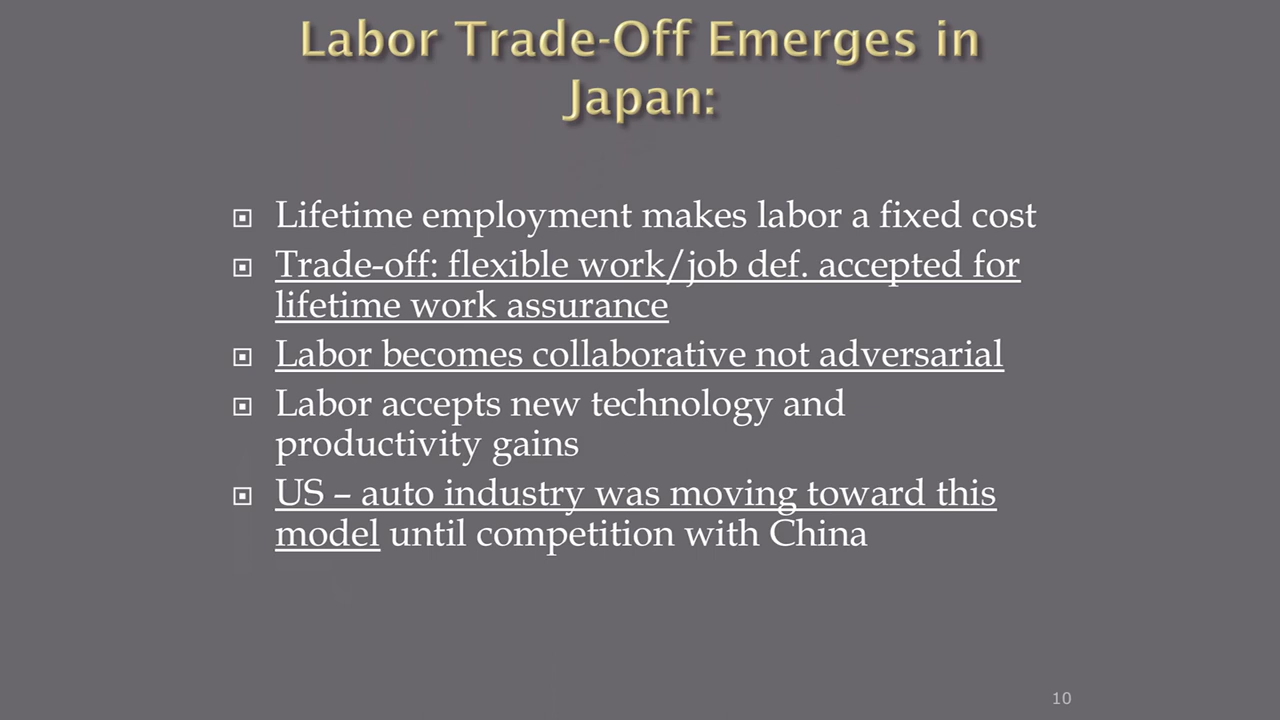 Labor Trade-Off Emerges in
Japan:
Lifetime employment makes labor a fixed cost
Trade-off: flexible work/job def. accepted for
lifetime work assurance
Labor becomes collaborative not adversarial
Labor accepts new technology and
productivity gains
US – auto industry was moving toward this
model until competition with China
10